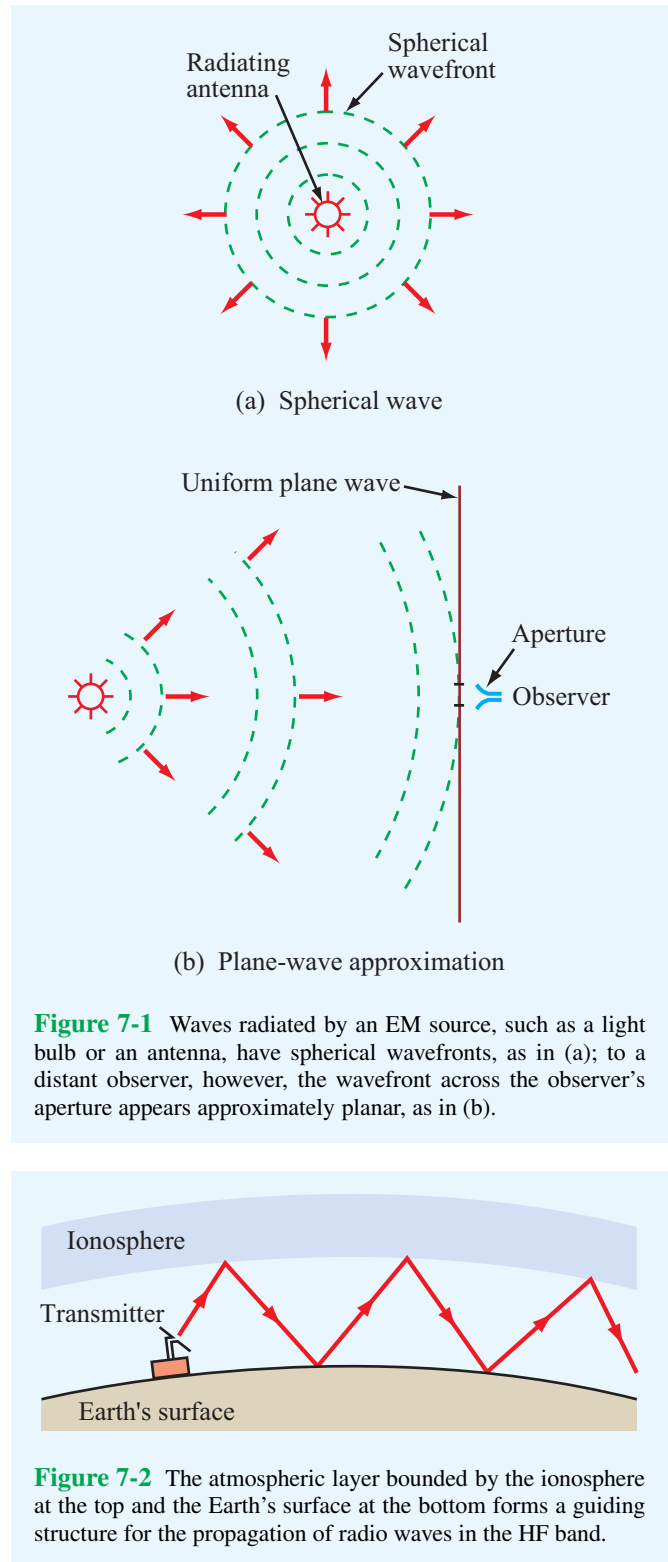 Spherical
wavefront
Radiating
antenna
(a) Spherical wave
Uniform plane wave
Aperture
Observer
(b) Plane-wave approximation
Figure 7-1 Waves radiated by an EM source, such as a light
bulb or an antenna, have spherical wavefronts, as in (a); to a
distant observer, however, the wavefront across the observer's
aperture appears approximately planar, as in (b).
Ionosphere
Transmitter
Earth's surface
Figure 7-2 The atmospheric layer bounded by the ionosphere
at the top and the Earth's surface at the bottom forms a guiding
structure for the propagation of radio waves in the HF band.